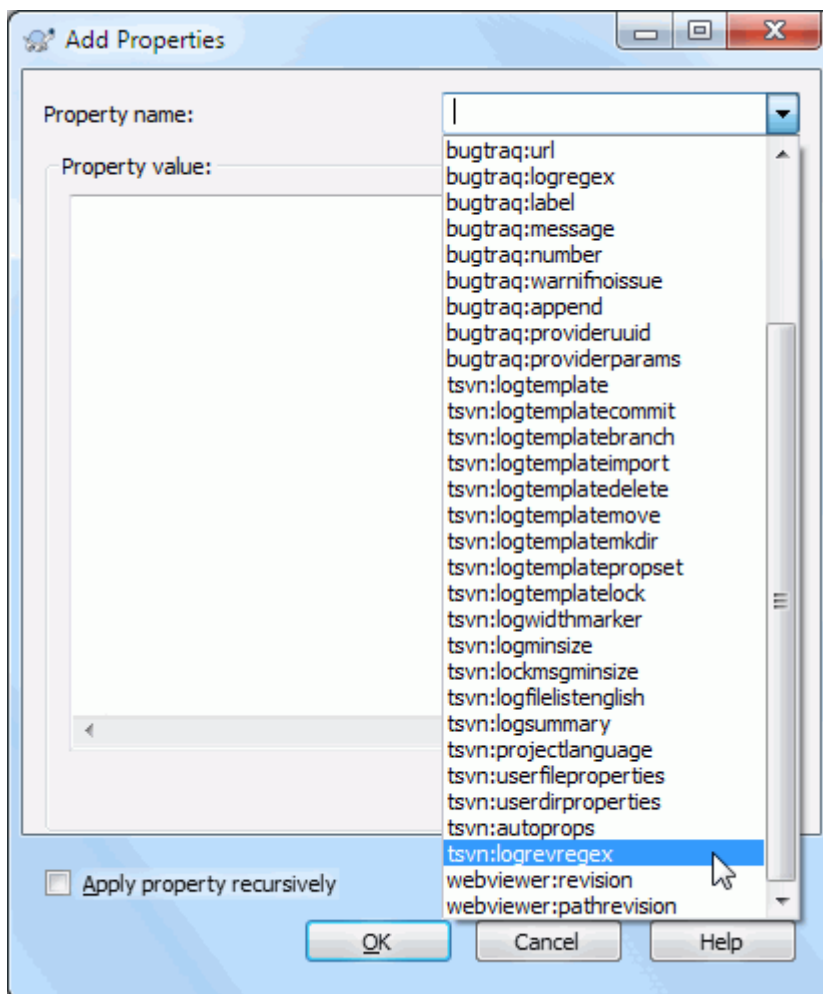 Add Properties
Property name:
Property value:
bugtraq:url
bugtraq:logregex
bugtraq:label
bugtraq:message
bugtraq:number
bugtraq:warnifnoissue
bugtraq:append
bugtraq:provideruuid
bugtraq:providerparams
tsvn:logtemplate
tsvn:logtemplatecommit
tsvn:logtemplatebranch
tsvn:logtemplateimport
tsvn:logtemplatedelete
tsvn:logtemplatemove
tsvn:logtemplatemkdir
tsvn:logtemplatepropset
tsvn:logtemplatelock
tsvn:logwidthmarker
tsvn:logminsize
tsvn:lockmsgminsize
tsvn:logfilelistenglish
tsvn:logsummary
tsvn:projectlanguage
tsvn:userfileproperties
tsvn:userdirproperties
tsvn:autoprops
tsvn:logrevregex
webviewer:revision
webviewer:pathrevision
Apply property recursively
OK Cancel Help